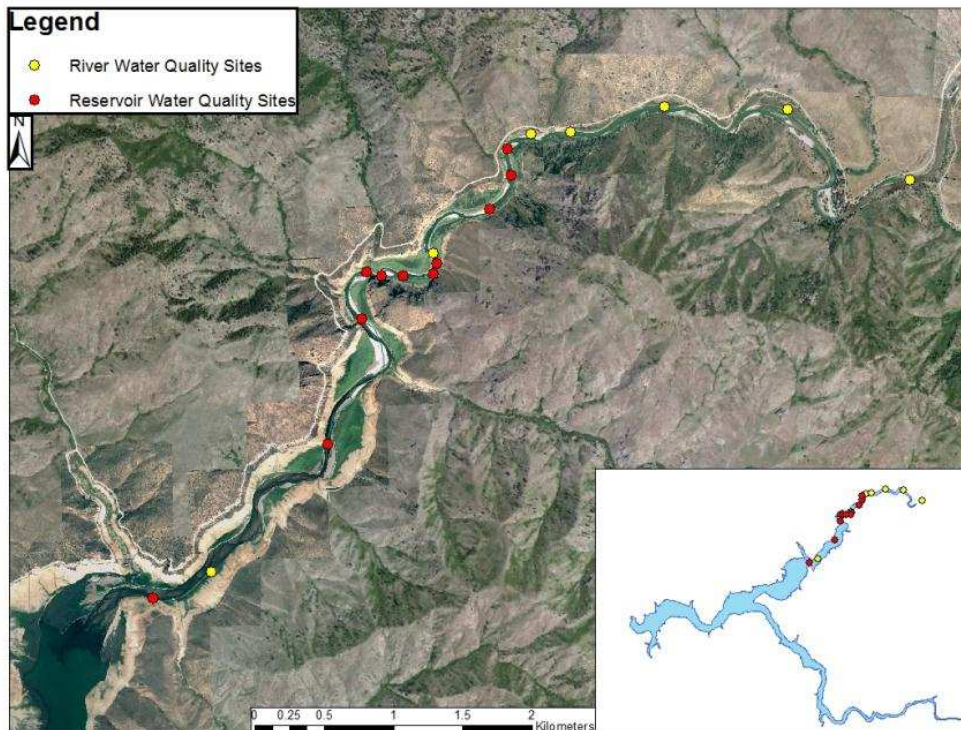 Legend
River Water Quality Sites
Reservoir Water Quality Sites
N
0 0.25 0.5 1 1.5 2
Kilometers